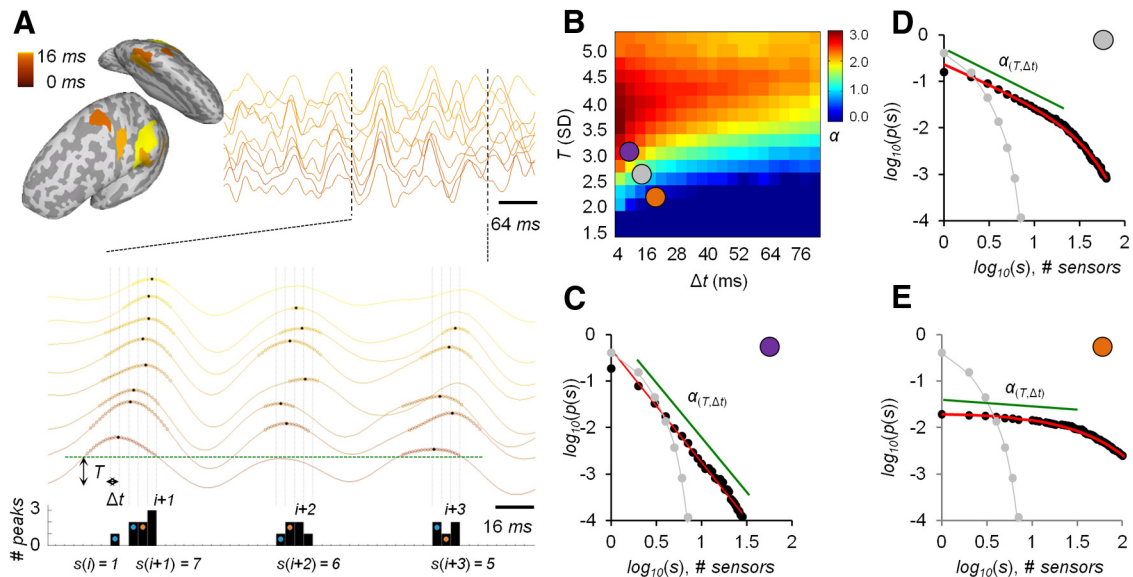 A
16 ms
0 ms
64 ms
T
Δt
i+1
i+2
i+3
16 ms
# peaks
3
0
s(i) = 1
s(i+1) = 7
s(i+2) = 6
s(i+3) = 5
B
T (SD)
5.0
4.5
4.0
3.5
3.0
2.5
2.0
1.5
4 16 28 40 52 64 76
Δt (ms)
3.0
2.0
1.0
0.0
α
C
log10(p(s))
0
-1
-2
-3
-4
α(T,Δt)
0 0.5 1 1.5 2
log10(s), # sensors
D
log10(p(s))
0
-1
-2
-3
-4
α(T,Δt)
0 0.5 1 1.5 2
log10(s), # sensors
E
log10(p(s))
0
-1
-2
-3
-4
α(T,Δt)
0 0.5 1 1.5 2
log10(s), # sensors